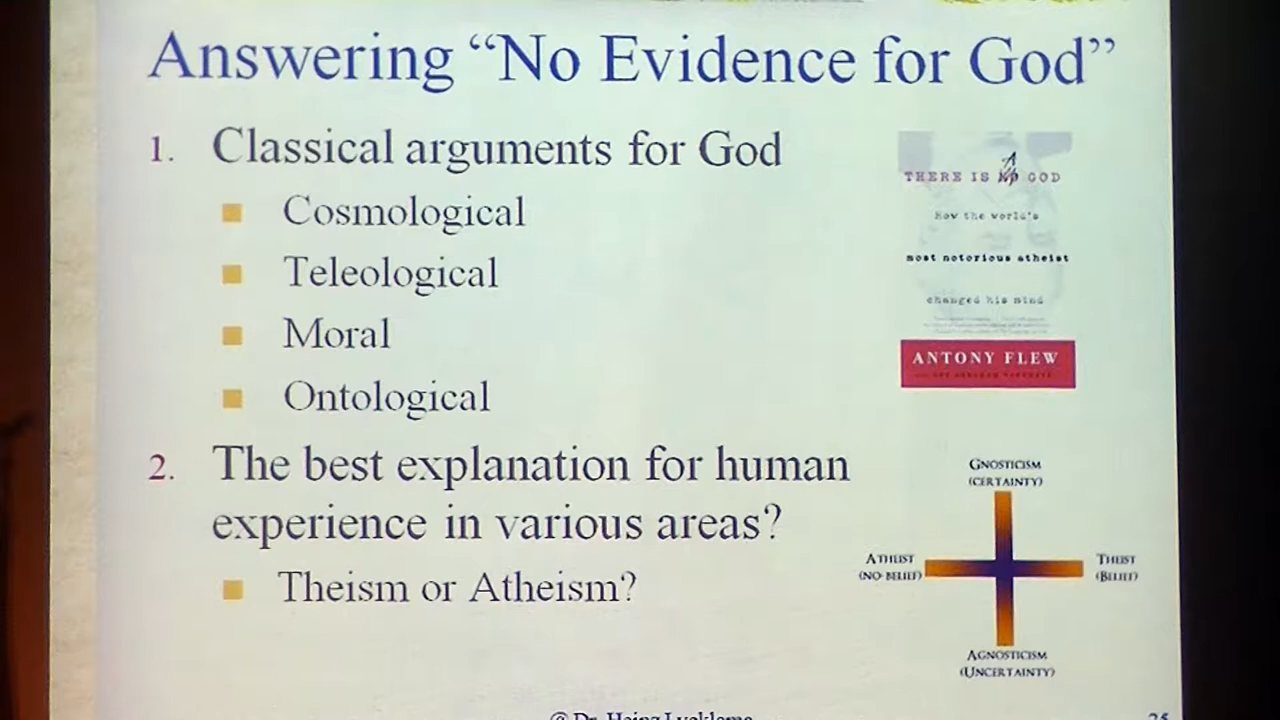 Answering “No Evidence for God”
1. Classical arguments for God
Cosmological
Teleological
Moral
Ontological
2. The best explanation for human
experience in various areas?
Theism or Atheism?
A
THERE IS NO GOD
How the world's
most notorious atheist
changed his mind
ANTONY FLEW
GNOSTICISM
(CERTAINTY)
ATHEIST
(NO-BELIEF)
THEIST
(BELIEF)
AGNOSTICISM
(UNCERTAINTY)
© Dr. Heinz Lycklama
25